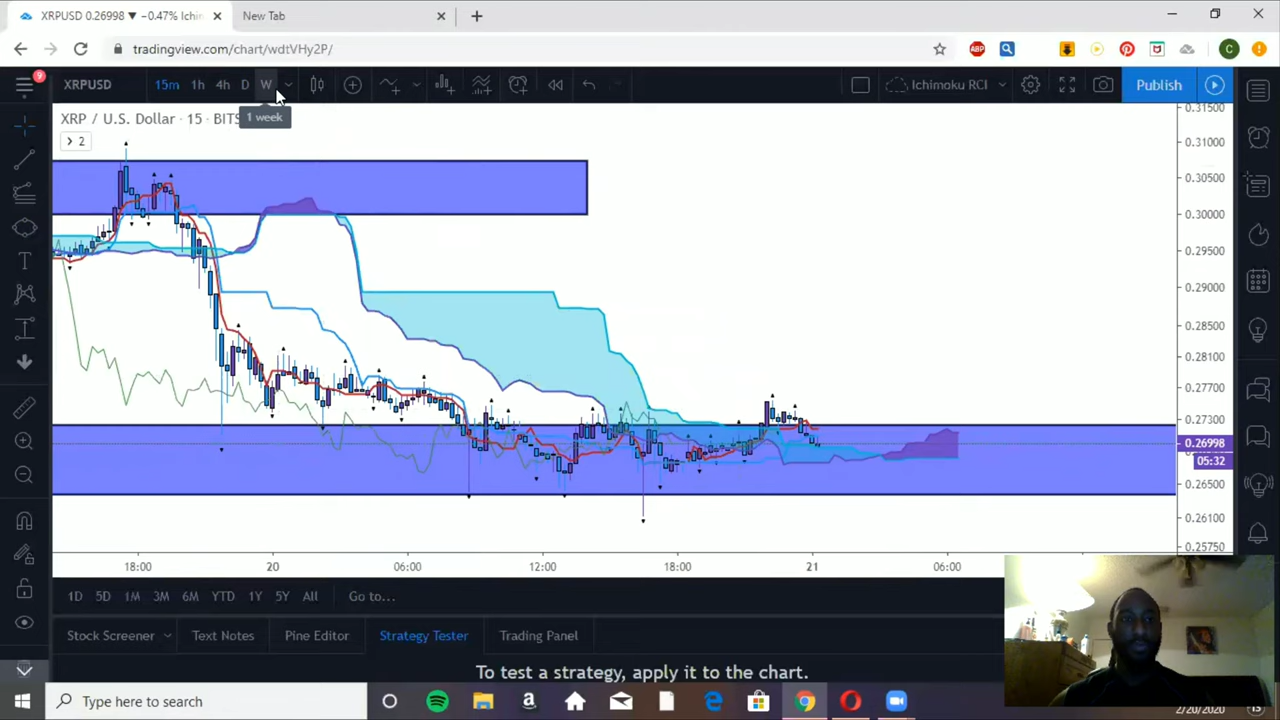 XRPUSD 0.26998 ▼ −0.47% Ichin
New Tab
tradingview.com/chart/wdtVHy2P/
ABP
C
9
XRPUSD
15m 1h 4h D W
Ichimoku RCI
Publish
1 week
XRP / U.S. Dollar · 15 · BITS
2
0.31500
0.31000
0.30500
0.30000
0.29500
0.29000
0.28500
0.28100
0.27700
0.27300
0.26998
05:32
0.26500
0.26100
0.25750
18:00 20 06:00 12:00 18:00 21 06:00
1D 5D 1M 3M 6M YTD 1Y 5Y All Go to...
Stock Screener Text Notes Pine Editor Strategy Tester Trading Panel
To test a strategy, apply it to the chart.
Type here to search
2/20/2020